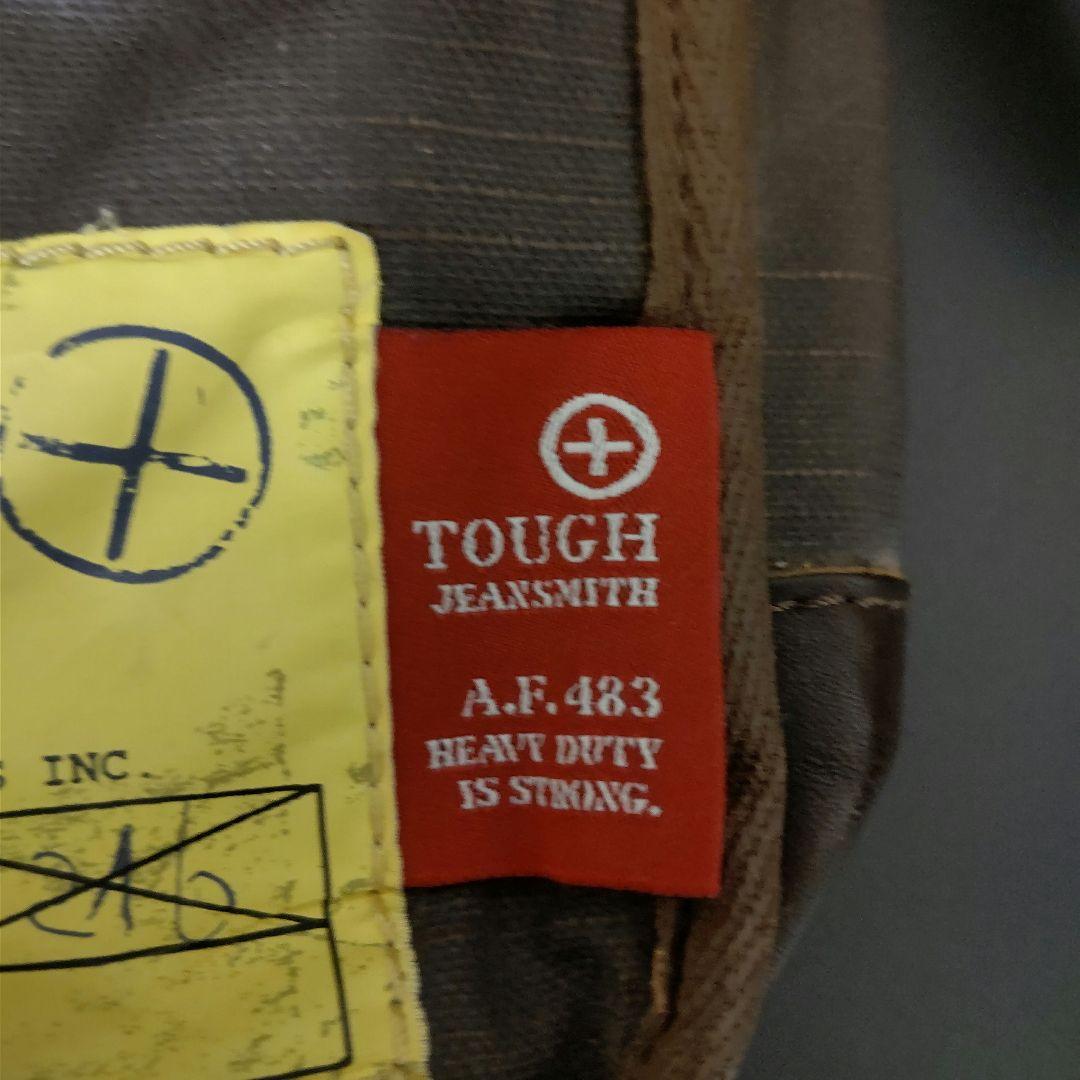 TOUGH
JEANSMITH
A.F.483
HEAVY DUTY
IS STRONG.
INC.